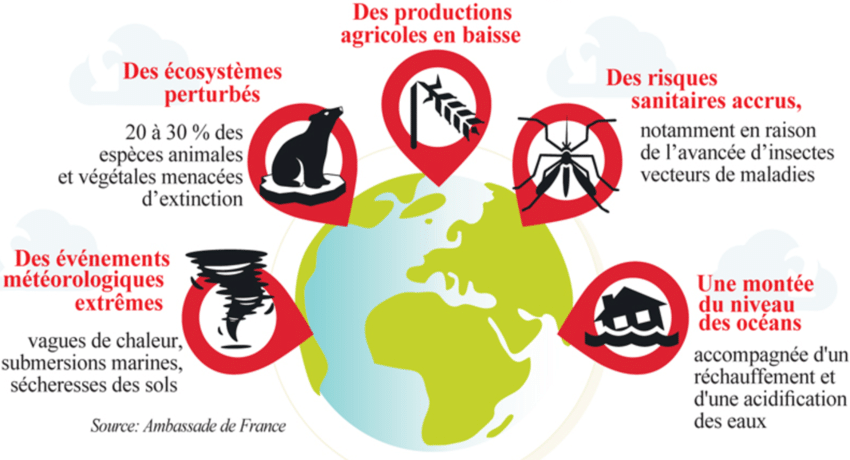 Des productions
agricoles en baisse
Des écosystèmes
perturbés
20 à 30 % des
espèces animales
et végétales menacées
d'extinction
Des risques
sanitaires accrus,
notamment en raison
de l'avancée d'insectes
vecteurs de maladies
Des événements
météorologiques
extrêmes
vagues de chaleur,
submersions marines,
sécheresses des sols
Une montée
du niveau
des océans
accompagnée d'un
réchauffement et
d'une acidification
des eaux
Source: Ambassade de France